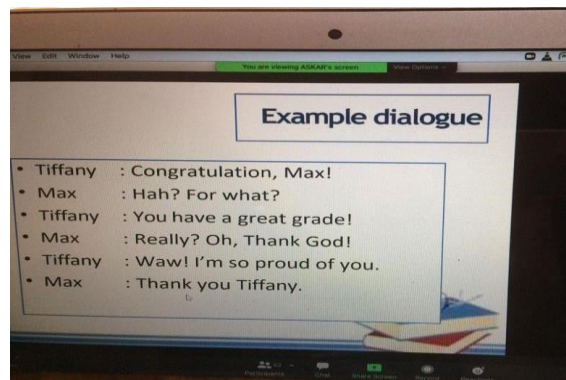 View Edit Window Help
You are viewing ASKAR's screen View Options
Example dialogue
• Tiffany : Congratulation, Max!
• Max : Hah? For what?
• Tiffany : You have a great grade!
• Max : Really? Oh, Thank God!
• Tiffany : Waw! I'm so proud of you.
• Max : Thank you Tiffany.
Participants Chat Share Screen Record